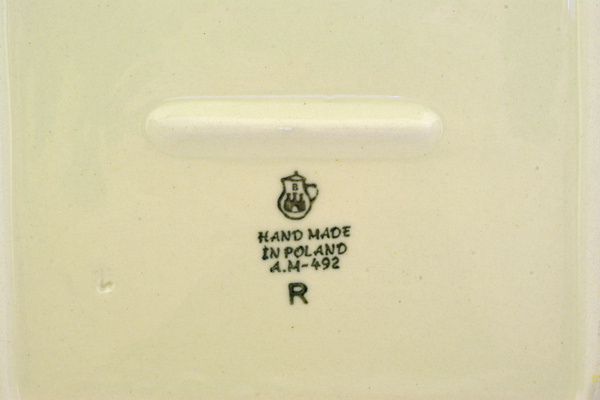 B
HAND MADE
IN POLAND
A.M-492
R